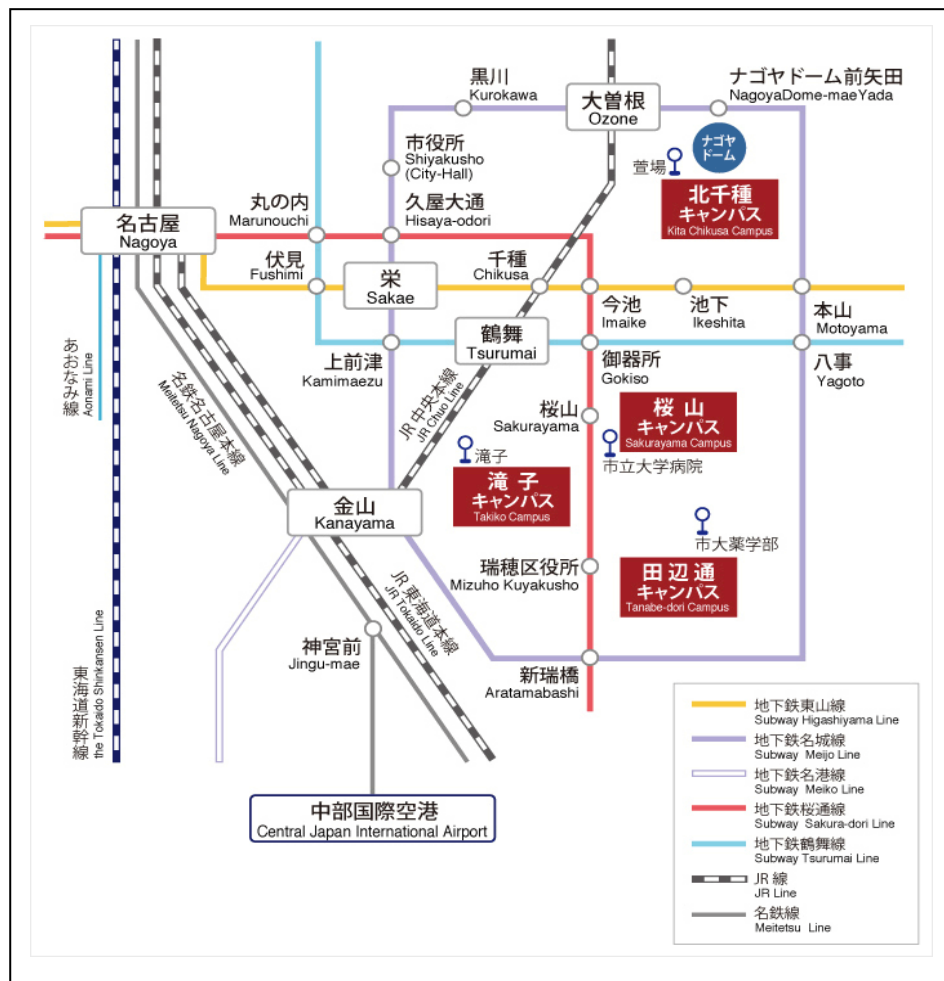 黒川
Kurokawa
大曽根
Ozone
ナゴヤドーム前矢田
NagoyaDome-maeYada
市役所
Shiyakusho
(City-Hall)
ナゴヤ
ドーム
萱場
北千種
キャンパス
Kita Chikusa Campus
丸の内
Marunouchi
久屋大通
Hisaya-odori
名古屋
Nagoya
伏見
Fushimi
栄
Sakae
千種
Chikusa
今池
Imaike
池下
Ikeshita
本山
Motoyama
鶴舞
Tsurumai
上前津
Kamimaezu
御器所
Gokiso
八事
Yagoto
あおなみ線
Aonami Line
名鉄名古屋本線
Meitetsu Nagoya Line
JR中央本線
JR Chuo Line
桜山
Sakurayama
桜山
キャンパス
Sakurayama Campus
市立大学病院
滝子
滝子
キャンパス
Takiko Campus
金山
Kanayama
市大薬学部
瑞穂区役所
Mizuho Kuyakusho
田辺通
キャンパス
Tanabe-dori Campus
JR東海道本線
JR Tokaido Line
神宮前
Jingu-mae
新瑞橋
Aratamabashi
東海道新幹線
the Tokaido Shinkansen Line
中部国際空港
Central Japan International Airport
地下鉄東山線
Subway Higashiyama Line
地下鉄名城線
Subway Meijo Line
地下鉄名港線
Subway Meiko Line
地下鉄桜通線
Subway Sakura-dori Line
地下鉄鶴舞線
Subway Tsurumai Line
JR線
JR Line
名鉄線
Meitetsu Line